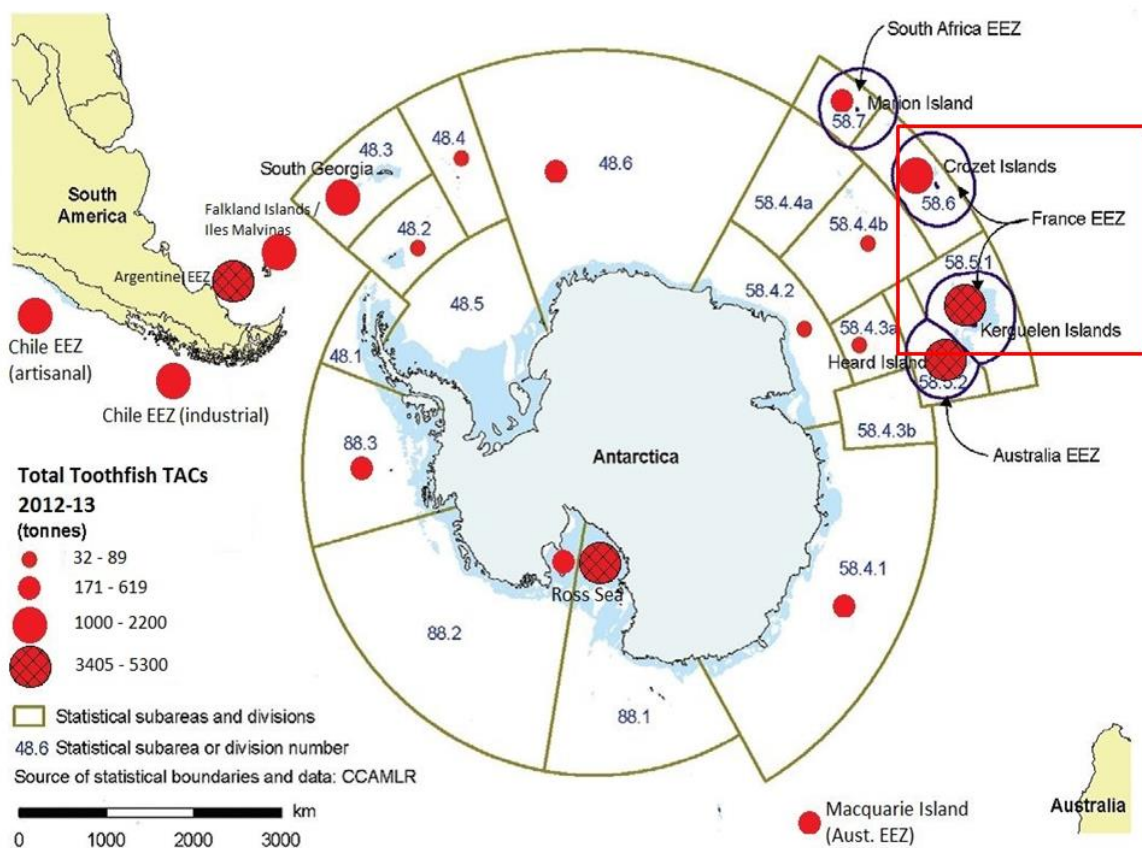 South Africa EEZ
Marion Island
58.7
48.3
48.4
48.6
South Georgia
Crozet Islands
58.6
South
America
Falkland Islands /
Iles Malvinas
58.4.4a
France EEZ
48.2
58.4.4b
Argentine EEZ
58.5.1
48.5
58.4.2
Chile EEZ
(artisanal)
48.1
58.4.3a
Kerguelen Islands
Heard Island
58.5.2
Chile EEZ (industrial)
58.4.3b
88.3
Antarctica
Australia EEZ
Total Toothfish TACs
2012-13
(tonnes)
32 - 89
171 - 619
1000 - 2200
3405 - 5300
58.4.1
Ross Sea
88.2
88.1
Statistical subareas and divisions
48.6 Statistical subarea or division number
Source of statistical boundaries and data: CCAMLR
km
0 1000 2000 3000
Macquarie Island
(Aust. EEZ)
Australia